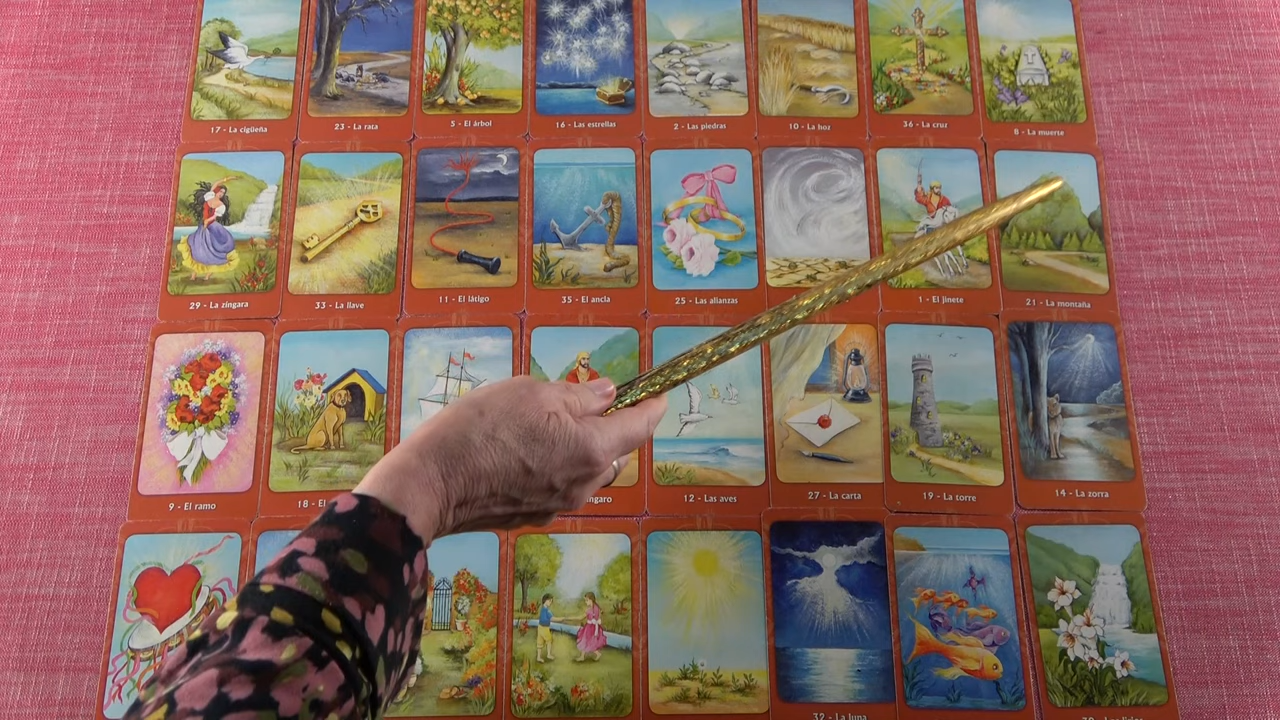 17 - La cigüeña
23 - La rata
5 - El árbol
16 - Las estrellas
2 - Las piedras
10 - La hoz
36 - La cruz
8 - La muerte
29 - La zíngara
33 - La llave
11 - El látigo
35 - El ancla
25 - Las alianzas
1 - El jinete
21 - La montaña
9 - El ramo
18 - El
12 - Las aves
27 - La carta
19 - La torre
14 - La zorra
32 - La luna